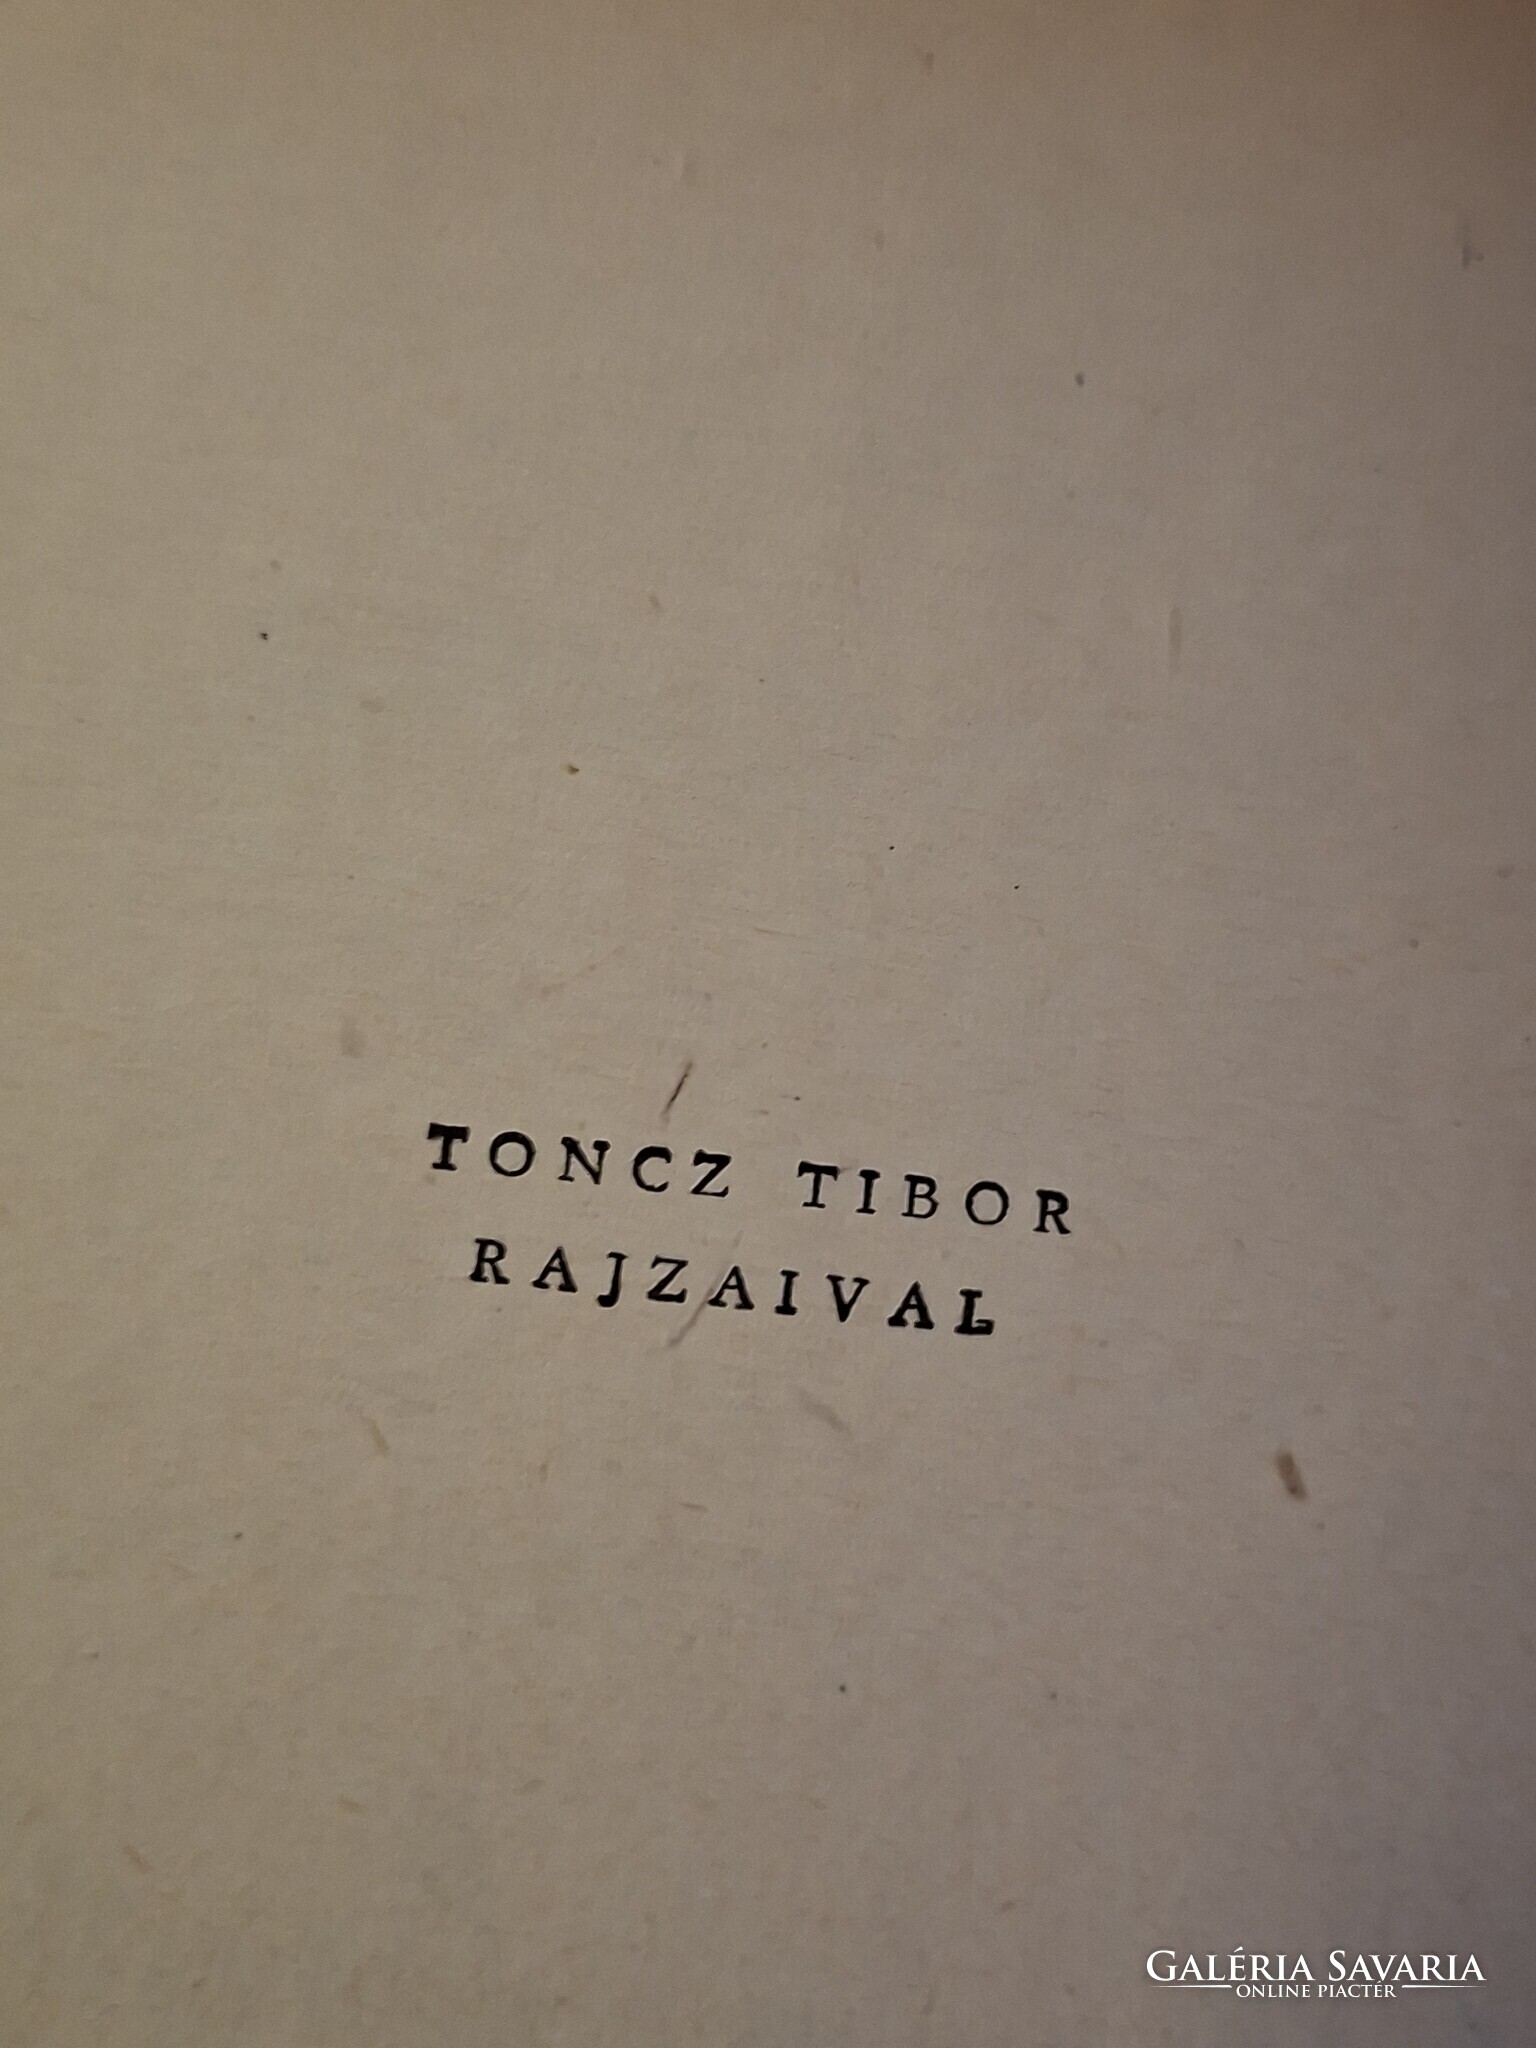 TONCZ TIBOR
RAJZAIVAL
GALÉRIA SAVARIA
ONLINE PIACTÉR